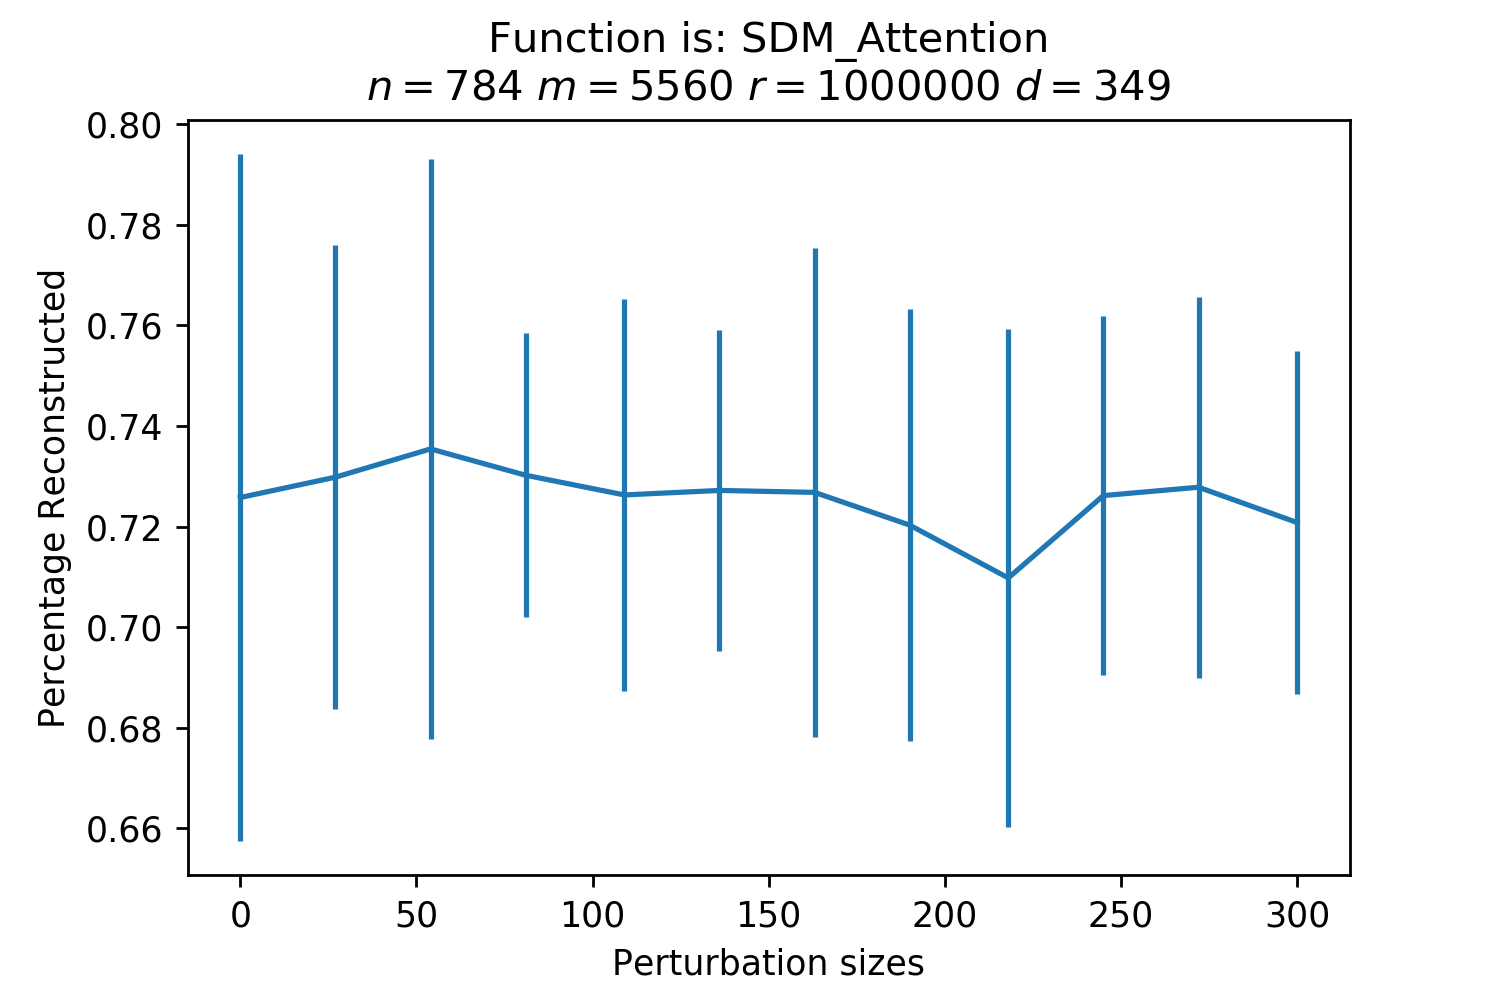 Function is: SDM_Attention
n = 784 m = 5560 r = 1000000 d = 349
Percentage Reconstructed
0.80
0.78
0.76
0.74
0.72
0.70
0.68
0.66
0 50 100 150 200 250 300
Perturbation sizes